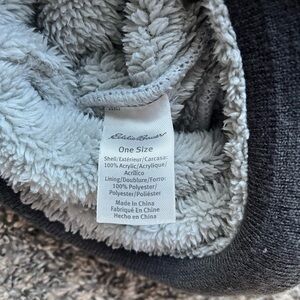 Eddie Bauer
One Size
Shell/Extérieur/Carcasa:
100% Acrylic/Acrylique/
Acrílico
Lining/Doublure/Forro:
100% Polyester/
Polyester/Poliéster
Made In China
Fabriqué En Chine
Hecho en China